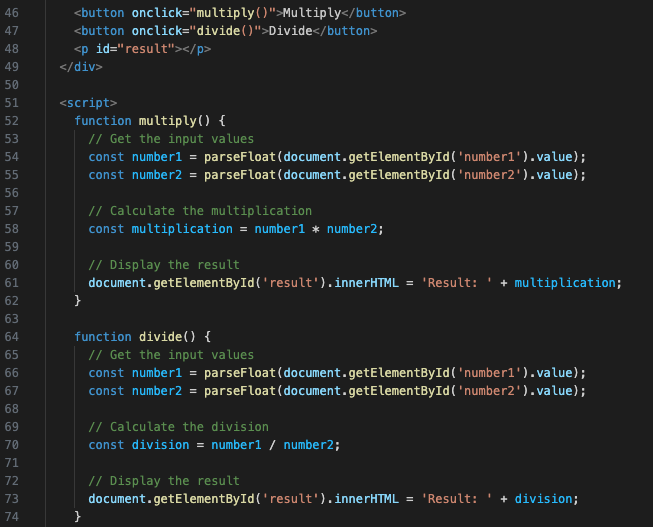 46 <button onclick="multiply()">Multiply</button>
47 <button onclick="divide()">Divide</button>
48 <p id="result"></p>
49 </div>
50
51 <script>
52 function multiply() {
53 // Get the input values
54 const number1 = parseFloat(document.getElementById('number1').value);
55 const number2 = parseFloat(document.getElementById('number2').value);
56
57 // Calculate the multiplication
58 const multiplication = number1 * number2;
59
60 // Display the result
61 document.getElementById('result').innerHTML = 'Result: ' + multiplication;
62 }
63
64 function divide() {
65 // Get the input values
66 const number1 = parseFloat(document.getElementById('number1').value);
67 const number2 = parseFloat(document.getElementById('number2').value);
68
69 // Calculate the division
70 const division = number1 / number2;
71
72 // Display the result
73 document.getElementById('result').innerHTML = 'Result: ' + division;
74 }